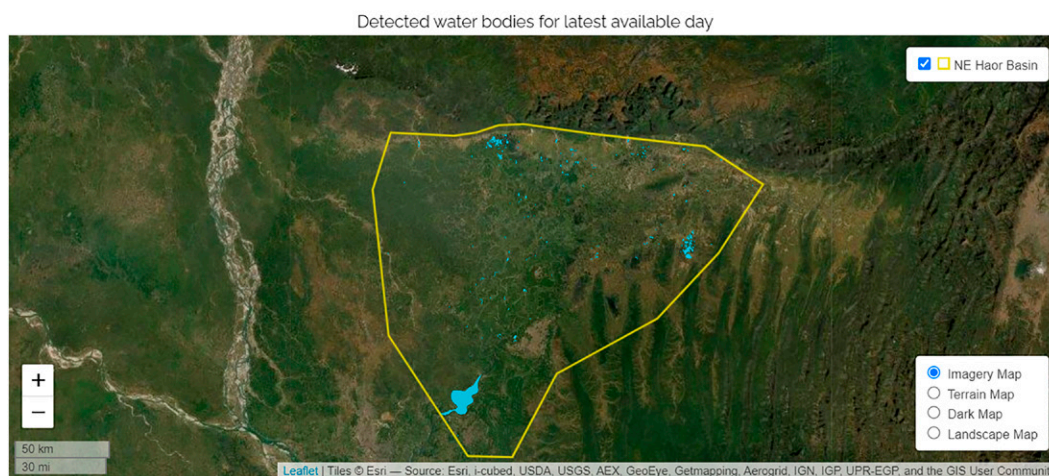 Detected water bodies for latest available day
NE Haor Basin
+
−
Imagery Map
Terrain Map
Dark Map
Landscape Map
50 km
30 mi
Leaflet | Tiles © Esri — Source: Esri, i-cubed, USDA, USGS, AEX, GeoEye, Getmapping, Aerogrid, IGN, IGP, UPR-EGP, and the GIS User Communi